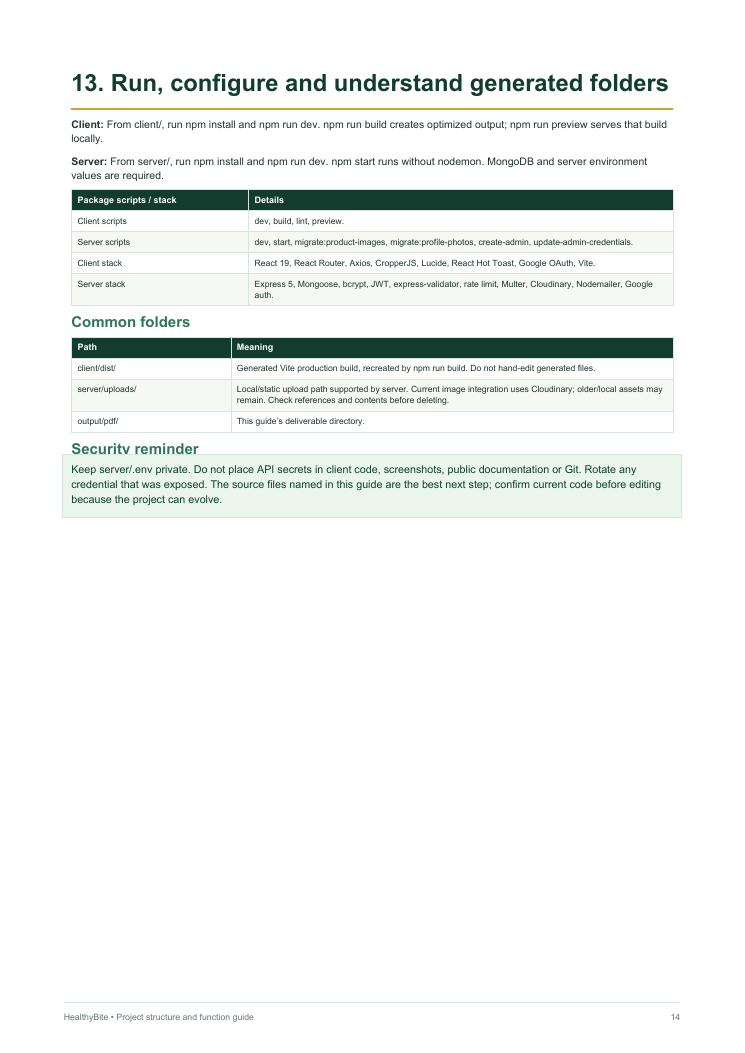 13. Run, configure and understand generated folders
Client: From client/, run npm install and npm run dev. npm run build creates optimized output; npm run preview serves that build
locally.
Server: From server/, run npm install and npm run dev. npm start runs without nodemon. MongoDB and server environment
values are required.
Package scripts / stack Details
Client scripts dev, build, lint, preview.
Server scripts dev, start, migrate:product-images, migrate:profile-photos, create-admin, update-admin-credentials.
Client stack React 19, React Router, Axios, CropperJS, Lucide, React Hot Toast, Google OAuth, Vite.
Server stack Express 5, Mongoose, bcrypt, JWT, express-validator, rate limit, Multer, Cloudinary, Nodemailer, Google
auth.
Common folders
Path Meaning
client/dist/ Generated Vite production build, recreated by npm run build. Do not hand-edit generated files.
server/uploads/ Local/static upload path supported by server. Current image integration uses Cloudinary; older/local assets may
remain. Check references and contents before deleting.
output/pdf/ This guide's deliverable directory.
Security reminder
Keep server/.env private. Do not place API secrets in client code, screenshots, public documentation or Git. Rotate any
credential that was exposed. The source files named in this guide are the best next step; confirm current code before editing
because the project can evolve.
HealthyBite • Project structure and function guide 14